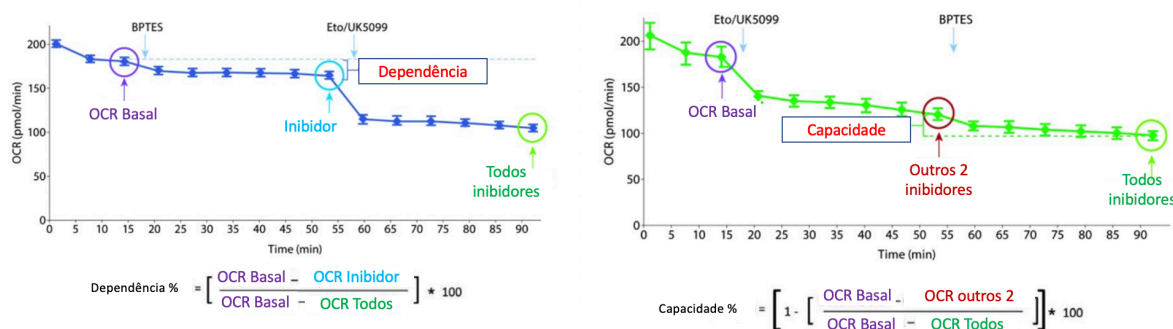 BPTES
Eto/UK5099
200
150
100
50
0
OCR (pmol/min)
Dependência
OCR Basal
Inibidor
Todos
inibidores
0 5 10 15 20 25 30 35 40 45 50 55 60 65 70 75 80 85 90
Time (min)
Dependência % = [ OCR Basal – OCR Inibidor ] * 100
OCR Basal – OCR Todos
Eto/UK5099
BPTES
200
150
100
50
0
OCR (pmol/min)
OCR Basal
Capacidade
Outros 2
inibidores
Todos
inibidores
0 5 10 15 20 25 30 35 40 45 50 55 60 65 70 75 80 85 90
Time (min)
Capacidade % = [ 1 - [ OCR Basal - OCR outros 2 ] ] * 100
OCR Basal – OCR Todos